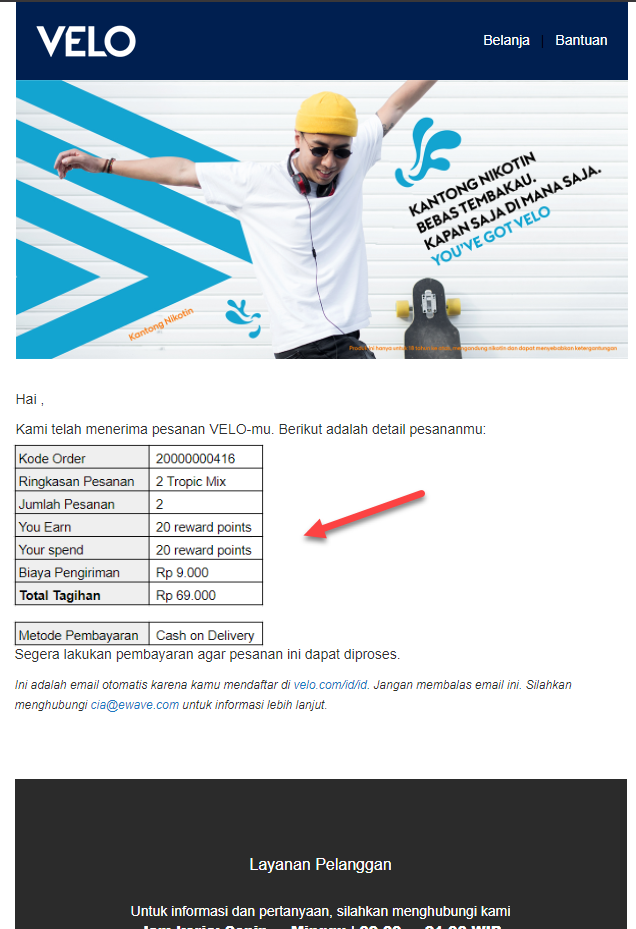 VELO
Belanja | Bantuan
KANTONG NIKOTIN
BEBAS TEMBAKAU.
KAPAN SAJA DI MANA SAJA.
YOU'VE GOT VELO
Kantong Nikotin
Produk ini hanya untuk 18 tahun ke atas, mengandung nikotin dan dapat menyebabkan ketergantungan
Hai ,
Kami telah menerima pesanan VELO-mu. Berikut adalah detail pesananmu:
Kode Order 20000000416
Ringkasan Pesanan 2 Tropic Mix
Jumlah Pesanan 2
You Earn 20 reward points
Your spend 20 reward points
Biaya Pengiriman Rp 9.000
Total Tagihan Rp 69.000
Metode Pembayaran Cash on Delivery
Segera lakukan pembayaran agar pesanan ini dapat diproses.
Ini adalah email otomatis karena kamu mendaftar di velo.com/id/id. Jangan membalas email ini. Silahkan
menghubungi cia@ewave.com untuk informasi lebih lanjut.
Layanan Pelanggan
Untuk informasi dan pertanyaan, silahkan menghubungi kami